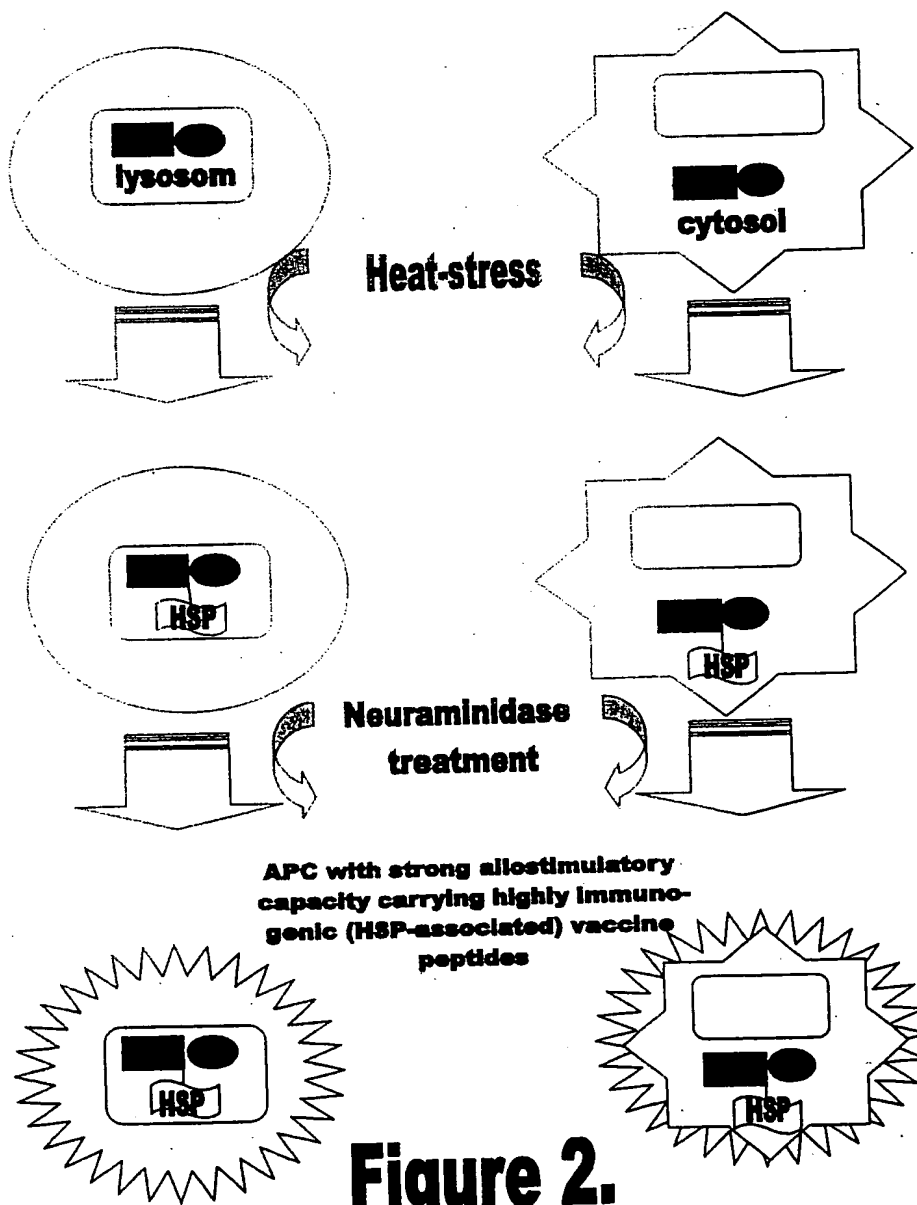 lysosom
cytosol
Heat-stress
HSP
HSP
Neuraminidase
treatment
APC with strong allostimulatory
capacity carrying highly immuno-
genic (HSP-associated) vaccine
peptides
HSP
HSP
Figure 2.